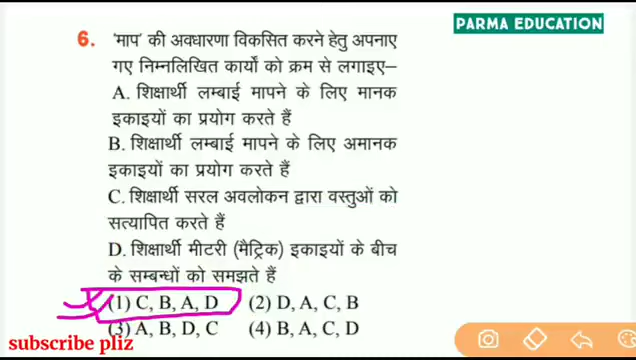 PARMA EDUCATION
6. 'माप' की अवधारणा विकसित करने हेतु अपनाए
गए निम्नलिखित कार्यों को क्रम से लगाइए–
A. शिक्षार्थी लम्बाई मापने के लिए मानक
इकाइयों का प्रयोग करते हैं
B. शिक्षार्थी लम्बाई मापने के लिए अमानक
इकाइयों का प्रयोग करते हैं
C. शिक्षार्थी सरल अवलोकन द्वारा वस्तुओं को
सत्यापित करते हैं
D. शिक्षार्थी मीटरी (मैट्रिक) इकाइयों के बीच
के सम्बन्धों को समझते हैं
(1) C, B, A, D (2) D, A, C, B
(3) A, B, D, C (4) B, A, C, D
subscribe pliz